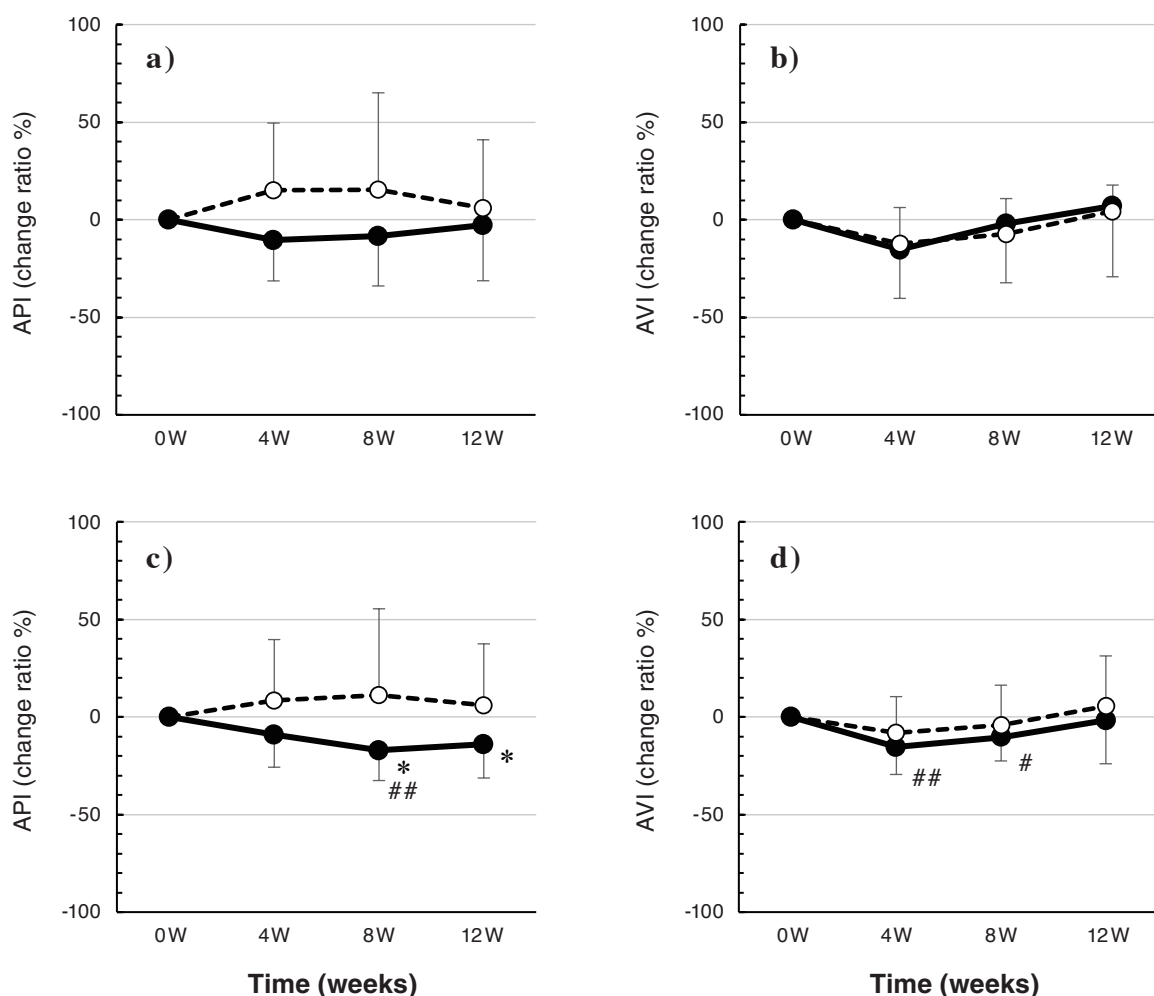 100
50
0
-50
-100
API (change ratio %)
a)
0W 4W 8W 12W
100
50
0
-50
-100
AVI (change ratio %)
b)
0W 4W 8W 12W
100
50
0
-50
-100
API (change ratio %)
c)
*
##
*
0W 4W 8W 12W
Time (weeks)
100
50
0
-50
-100
AVI (change ratio %)
d)
##
#
0W 4W 8W 12W
Time (weeks)